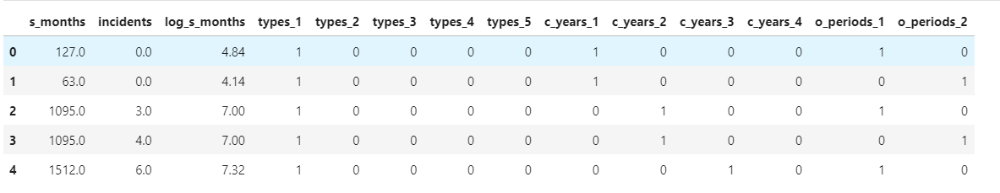 s_months incidents log_s_months types_1 types_2 types_3 types_4 types_5 c_years_1 c_years_2 c_years_3 c_years_4 o_periods_1 o_periods_2
0 127.0 0.0 4.84 1 0 0 0 0 1 0 0 0 1 0
1 63.0 0.0 4.14 1 0 0 0 0 1 0 0 0 0 1
2 1095.0 3.0 7.00 1 0 0 0 0 0 1 0 0 1 0
3 1095.0 4.0 7.00 1 0 0 0 0 0 1 0 0 0 1
4 1512.0 6.0 7.32 1 0 0 0 0 0 0 1 0 1 0